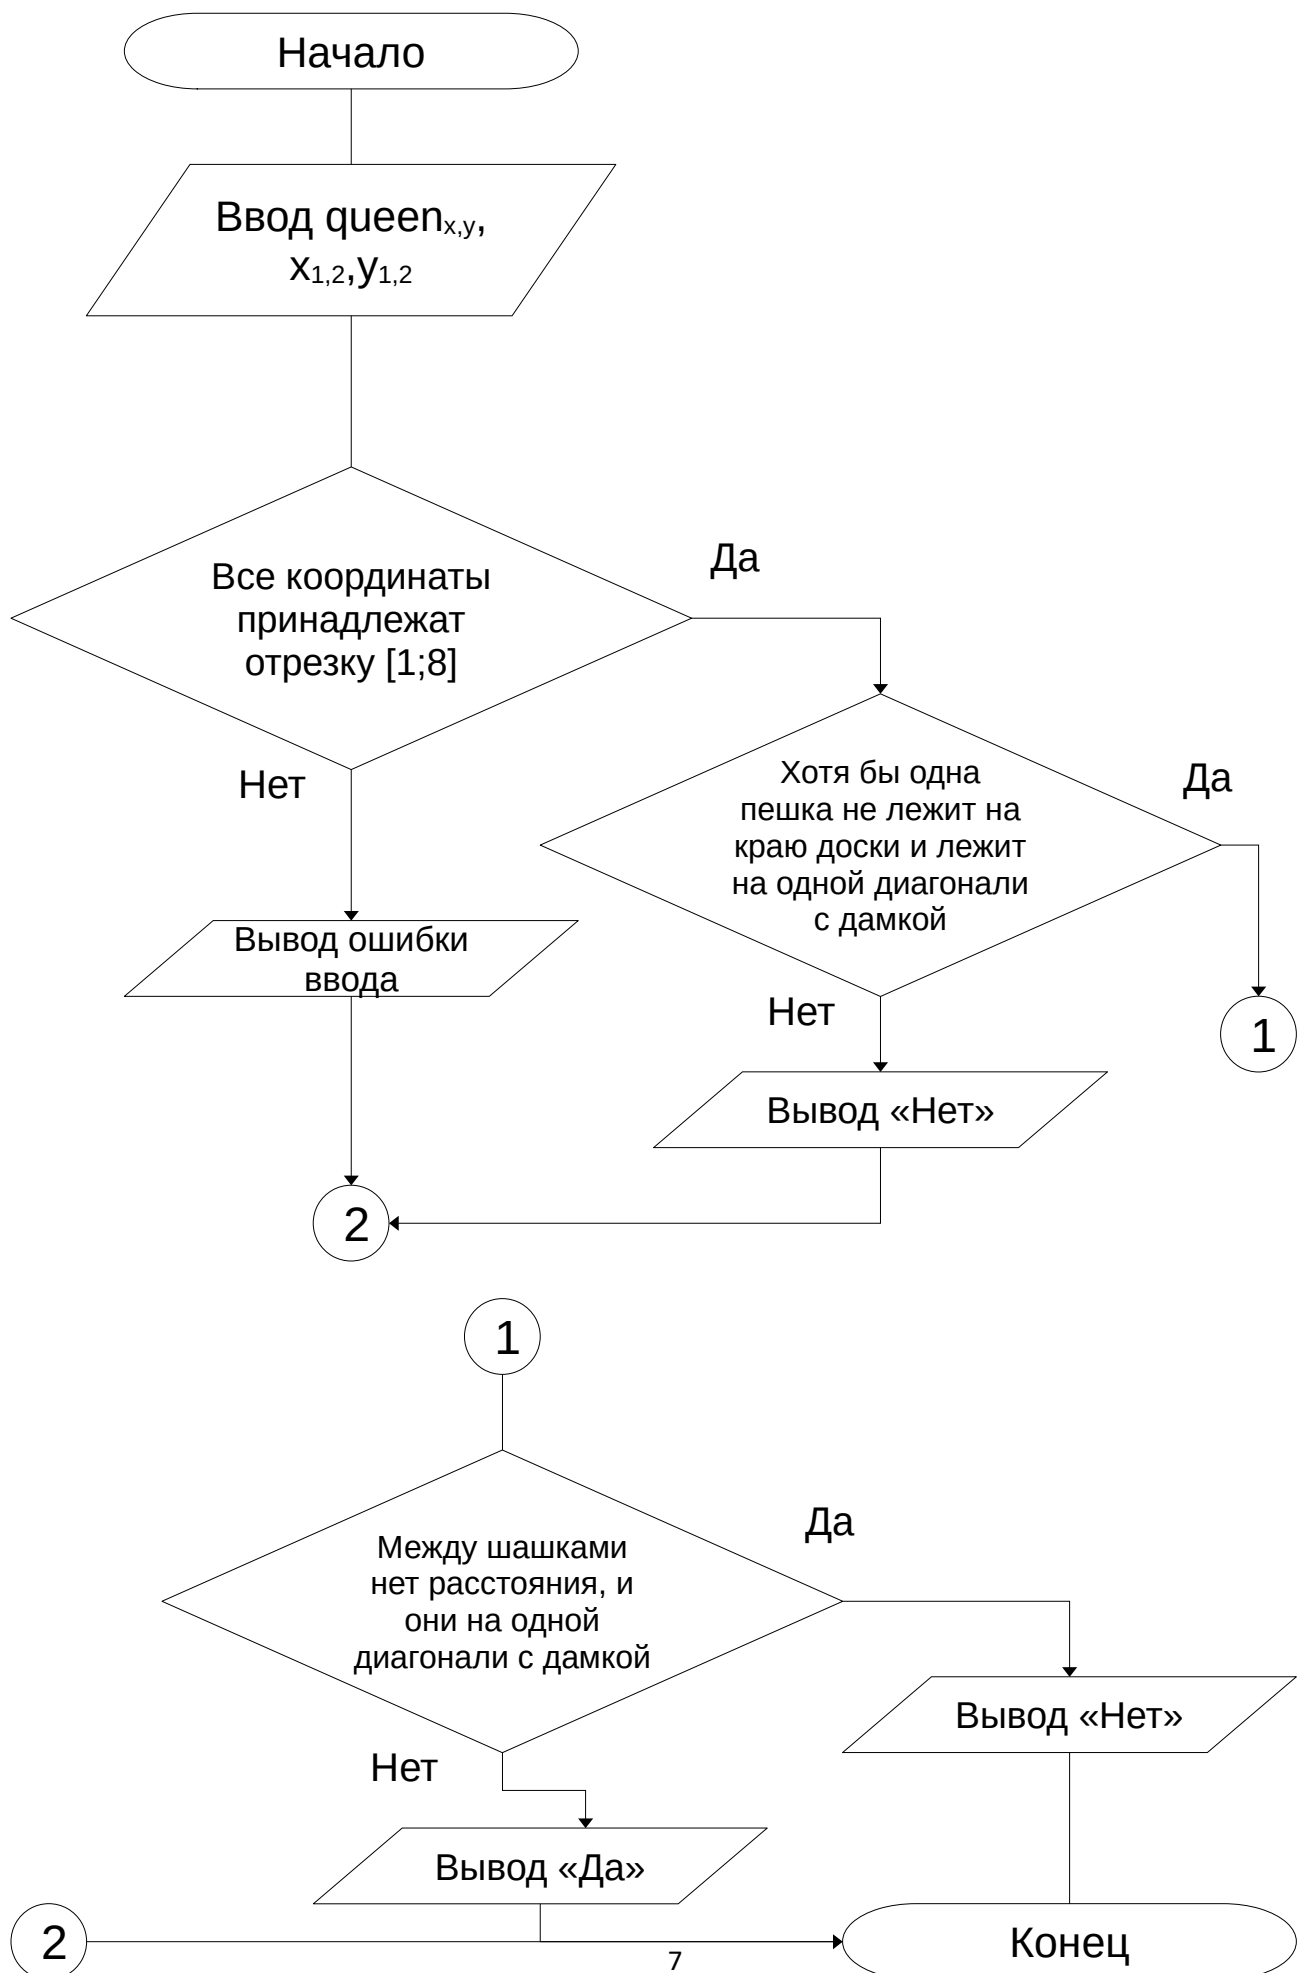 Начало
Ввод queenx,y,
x1,2,y1,2
Да
Все координаты
принадлежат
отрезку [1;8]
Нет
Хотя бы одна
пешка не лежит на
краю доски и лежит
на одной диагонали
с дамкой
Да
Вывод ошибки
ввода
Нет
1
Вывод «Нет»
2
1
Да
Между шашками
нет расстояния, и
они на одной
диагонали с дамкой
Вывод «Нет»
Нет
Вывод «Да»
2
Конец
7